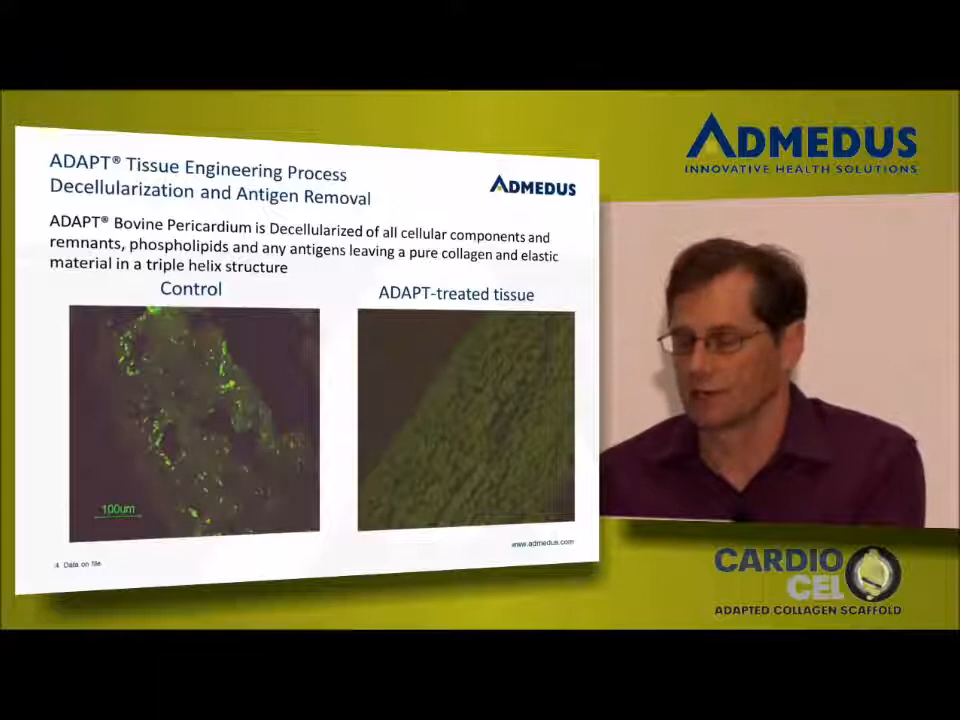 ADAPT® Tissue Engineering Process
Decellularization and Antigen Removal
ADMEDUS
ADAPT® Bovine Pericardium is Decellularized of all cellular components and
remnants, phospholipids and any antigens leaving a pure collagen and elastic
material in a triple helix structure
Control
ADAPT-treated tissue
100um
www.admedus.com
4 Data on file
ADMEDUS
INNOVATIVE HEALTH SOLUTIONS
CARDIO
CEL
ADAPTED COLLAGEN SCAFFOLD